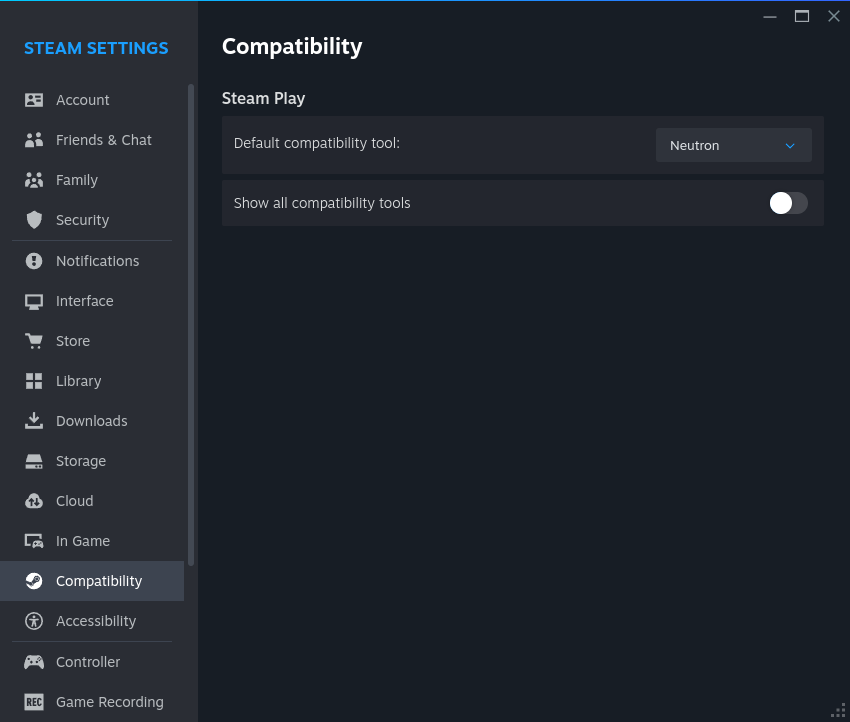 STEAM SETTINGS
Account
Friends & Chat
Family
Security
Notifications
Interface
Store
Library
Downloads
Storage
Cloud
In Game
Compatibility
Accessibility
Controller
REC Game Recording
Compatibility
Steam Play
Default compatibility tool:
Neutron
Show all compatibility tools